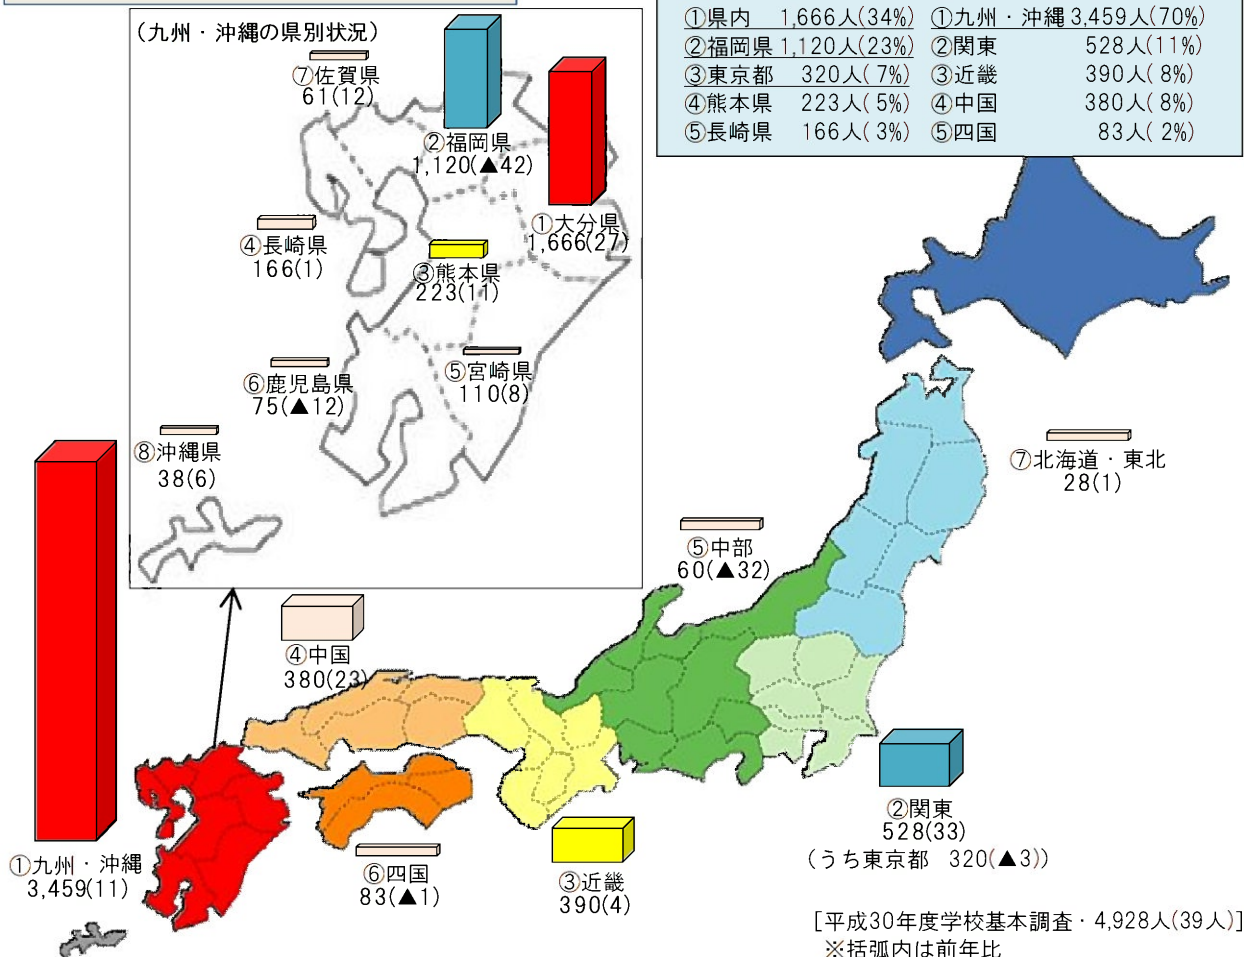 ①県内 1,666人(34%) ①九州・沖縄 3,459人(70%)
②福岡県 1,120人(23%) ②関東 528人(11%)
③東京都 320人( 7%) ③近畿 390人( 8%)
④熊本県 223人( 5%) ④中国 380人( 8%)
⑤長崎県 166人( 3%) ⑤四国 83人( 2%)
(九州・沖縄の県別状況)
⑦佐賀県
61(12)
②福岡県
1,120(▲42)
①大分県
1,666(27)
④長崎県
166(1)
③熊本県
223(11)
⑤宮崎県
110(8)
⑥鹿児島県
75(▲12)
⑧沖縄県
38(6)
⑦北海道・東北
28(1)
⑤中部
60(▲32)
④中国
380(23)
②関東
528(33)
(うち東京都 320(▲3))
①九州・沖縄
3,459(11)
⑥四国
83(▲1)
③近畿
390(4)
[平成30年度学校基本調査・4,928人(39人)]
※括弧内は前年比